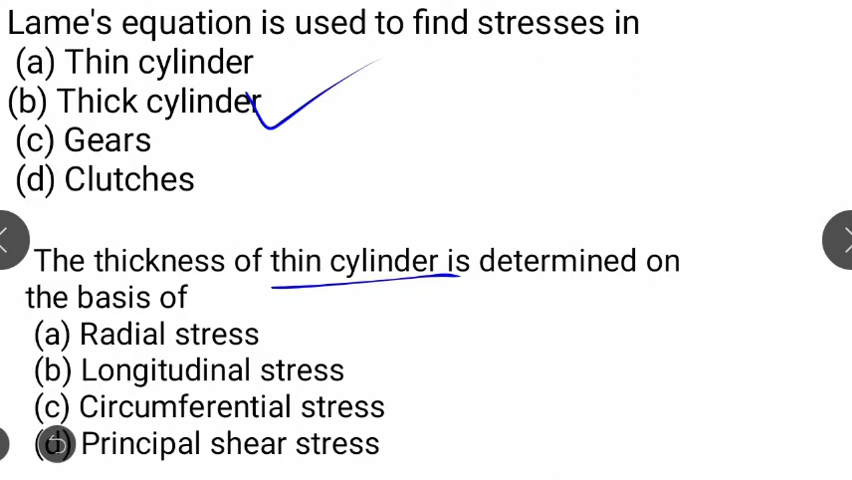 Lame's equation is used to find stresses in
(a) Thin cylinder
(b) Thick cylinder
(c) Gears
(d) Clutches
The thickness of thin cylinder is determined on
the basis of
(a) Radial stress
(b) Longitudinal stress
(c) Circumferential stress
(d) Principal shear stress